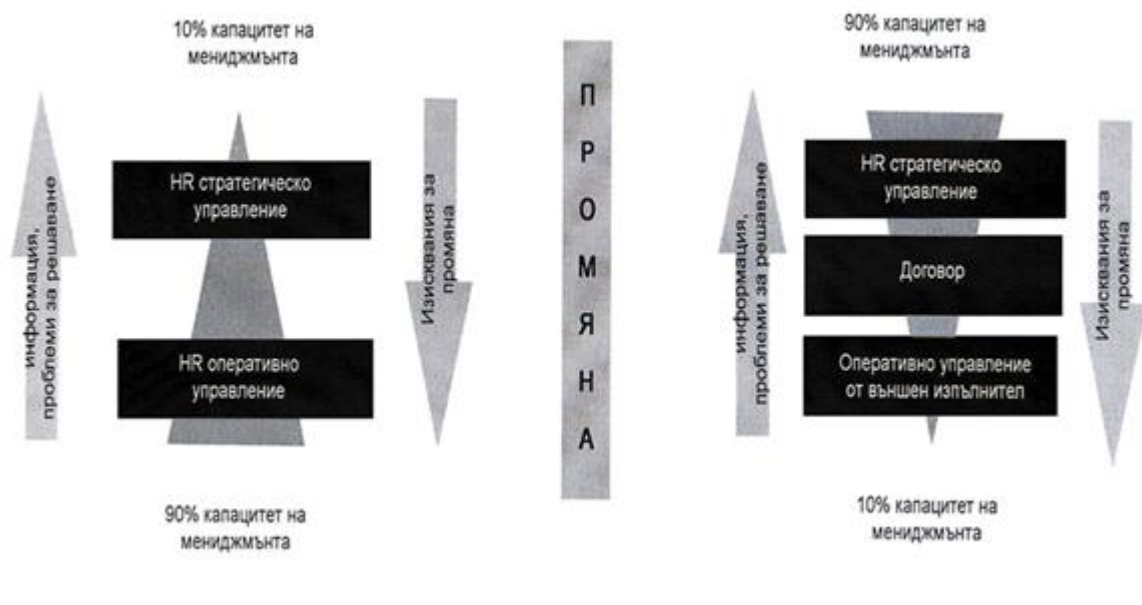 10% капацитет на
мениджмънта
информация,
проблеми за решаване
HR стратегическо
управление
HR оперативно
управление
Изисквания за
промяна
90% капацитет на
мениджмънта
П
Р
О
М
Я
Н
А
90% капацитет на
мениджмънта
информация,
проблеми за решаване
HR стратегическо
управление
Договор
Оперативно управление
от външен изпълнител
Изисквания за
промяна
10% капацитет на
мениджмънта